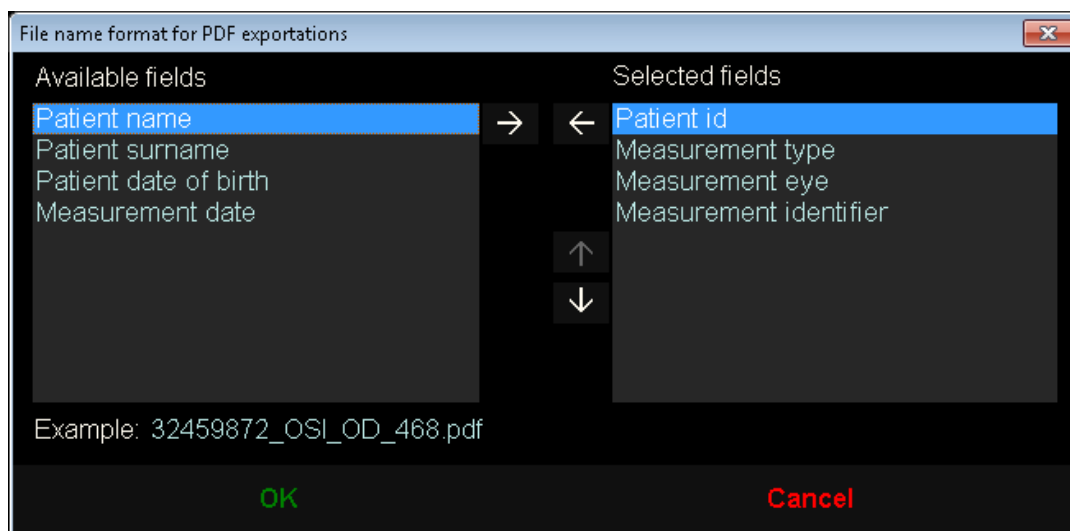 File name format for PDF exportations
Available fields
Patient name
Patient surname
Patient date of birth
Measurement date
Selected fields
Patient id
Measurement type
Measurement eye
Measurement identifier
Example: 32459872_OSI_OD_468.pdf
OK
Cancel